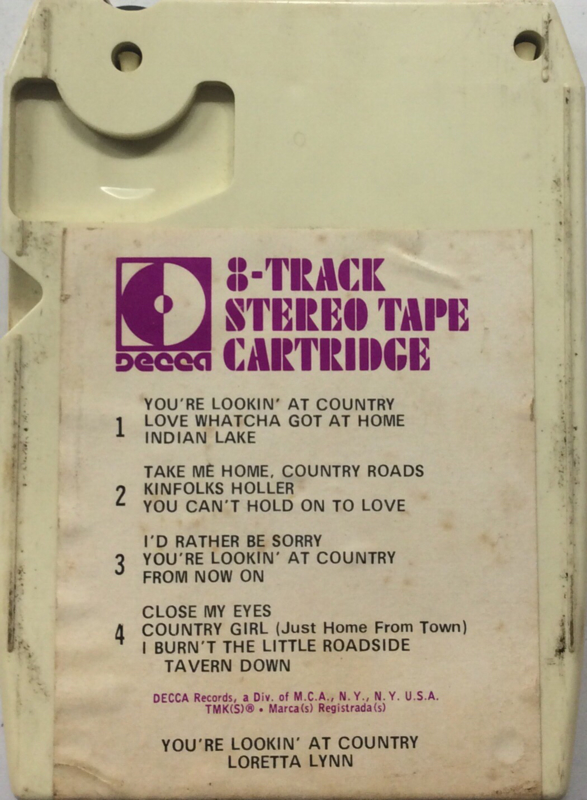 8-TRACK
STEREO TAPE
CARTRIDGE
DECCA
1
YOU'RE LOOKIN' AT COUNTRY
LOVE WHATCHA GOT AT HOME
INDIAN LAKE
2
TAKE ME HOME, COUNTRY ROADS
KINFOLKS HOLLER
YOU CAN'T HOLD ON TO LOVE
3
I'D RATHER BE SORRY
YOU'RE LOOKIN' AT COUNTRY
FROM NOW ON
4
CLOSE MY EYES
COUNTRY GIRL (Just Home From Town)
I BURN'T THE LITTLE ROADSIDE
TAVERN DOWN
DECCA Records, a Div. of M.C.A., N.Y., N.Y. U.S.A.
TMK(S)® • Marca(s) Registrada(s)
YOU'RE LOOKIN' AT COUNTRY
LORETTA LYNN